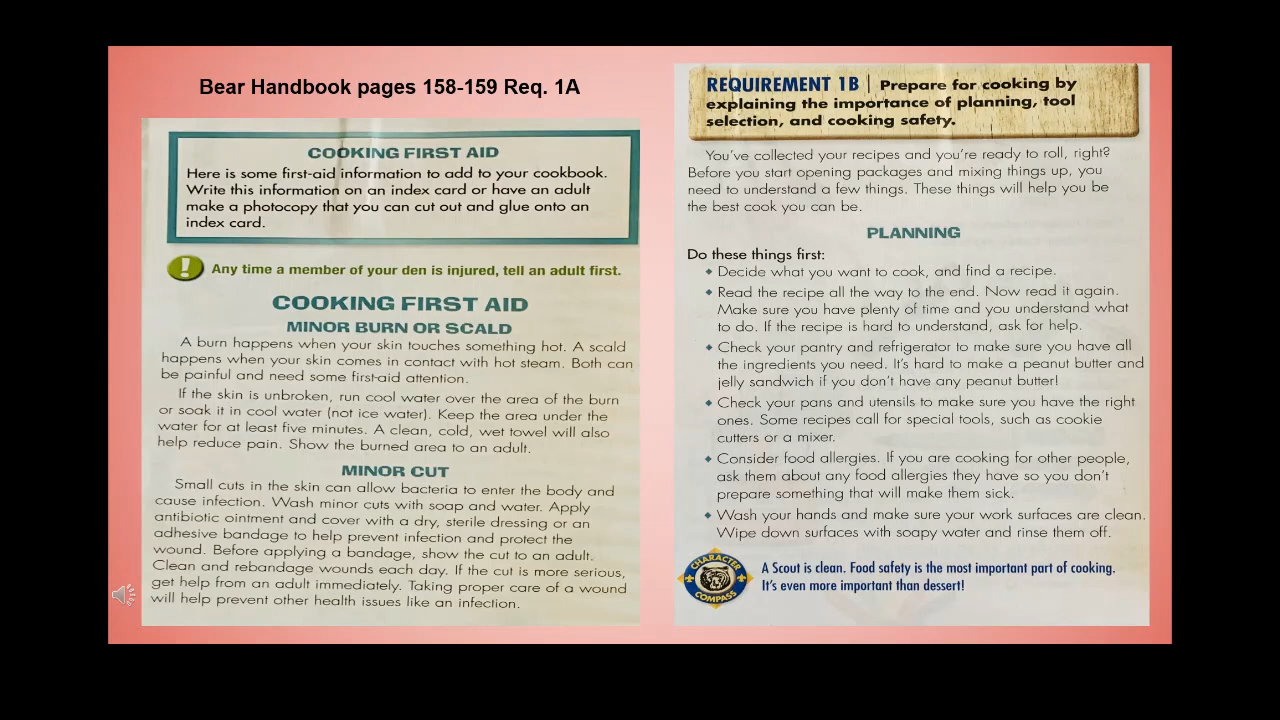 Bear Handbook pages 158-159 Req. 1A
COOKING FIRST AID
Here is some first-aid information to add to your cookbook.
Write this information on an index card or have an adult
make a photocopy that you can cut out and glue onto an
index card.
! Any time a member of your den is injured, tell an adult first.
COOKING FIRST AID
MINOR BURN OR SCALD
A burn happens when your skin touches something hot. A scald
happens when your skin comes in contact with hot steam. Both can
be painful and need some first-aid attention.
If the skin is unbroken, run cool water over the area of the burn
or soak it in cool water (not ice water). Keep the area under the
water for at least five minutes. A clean, cold, wet towel will also
help reduce pain. Show the burned area to an adult.
MINOR CUT
Small cuts in the skin can allow bacteria to enter the body and
cause infection. Wash minor cuts with soap and water. Apply
antibiotic ointment and cover with a dry, sterile dressing or an
adhesive bandage to help prevent infection and protect the
wound. Before applying a bandage, show the cut to an adult.
Clean and rebandage wounds each day. If the cut is more serious,
get help from an adult immediately. Taking proper care of a wound
will help prevent other health issues like an infection.
REQUIREMENT 1B | Prepare for cooking by
explaining the importance of planning, tool
selection, and cooking safety.
You've collected your recipes and you're ready to roll, right?
Before you start opening packages and mixing things up, you
need to understand a few things. These things will help you be
the best cook you can be.
PLANNING
Do these things first:
◆ Decide what you want to cook, and find a recipe.
◆ Read the recipe all the way to the end. Now read it again.
Make sure you have plenty of time and you understand what
to do. If the recipe is hard to understand, ask for help.
◆ Check your pantry and refrigerator to make sure you have all
the ingredients you need. It's hard to make a peanut butter and
jelly sandwich if you don't have any peanut butter!
◆ Check your pans and utensils to make sure you have the right
ones. Some recipes call for special tools, such as cookie
cutters or a mixer.
◆ Consider food allergies. If you are cooking for other people,
ask them about any food allergies they have so you don't
prepare something that will make them sick.
◆ Wash your hands and make sure your work surfaces are clean.
Wipe down surfaces with soapy water and rinse them off.
CHARACTER
COMPASS
A Scout is clean. Food safety is the most important part of cooking.
It's even more important than dessert!